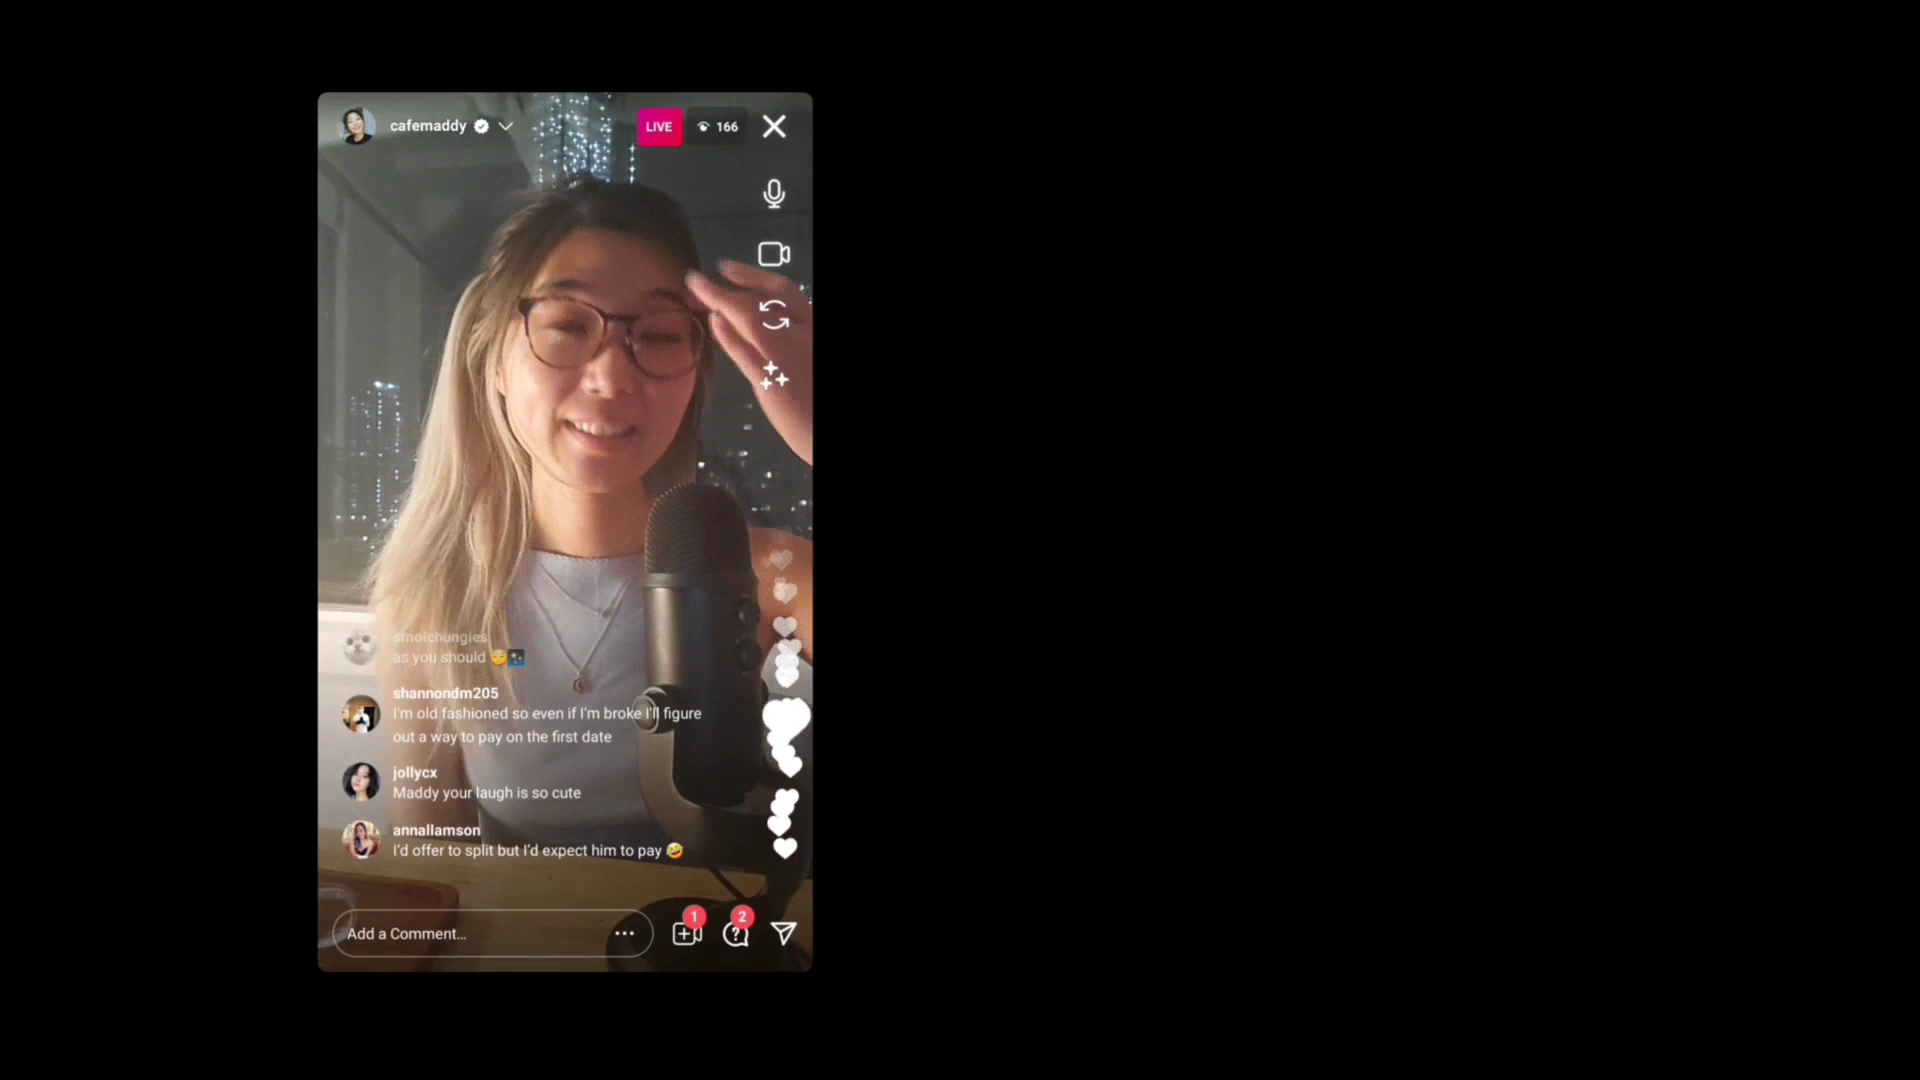 cafemaddy
LIVE
166
smolchungies
as you should 😌🌃
shannondm205
I'm old fashioned so even if I'm broke I'll figure
out a way to pay on the first date
jollycx
Maddy your laugh is so cute
annallamson
I'd offer to split but I'd expect him to pay 🤣
Add a Comment...
1
2